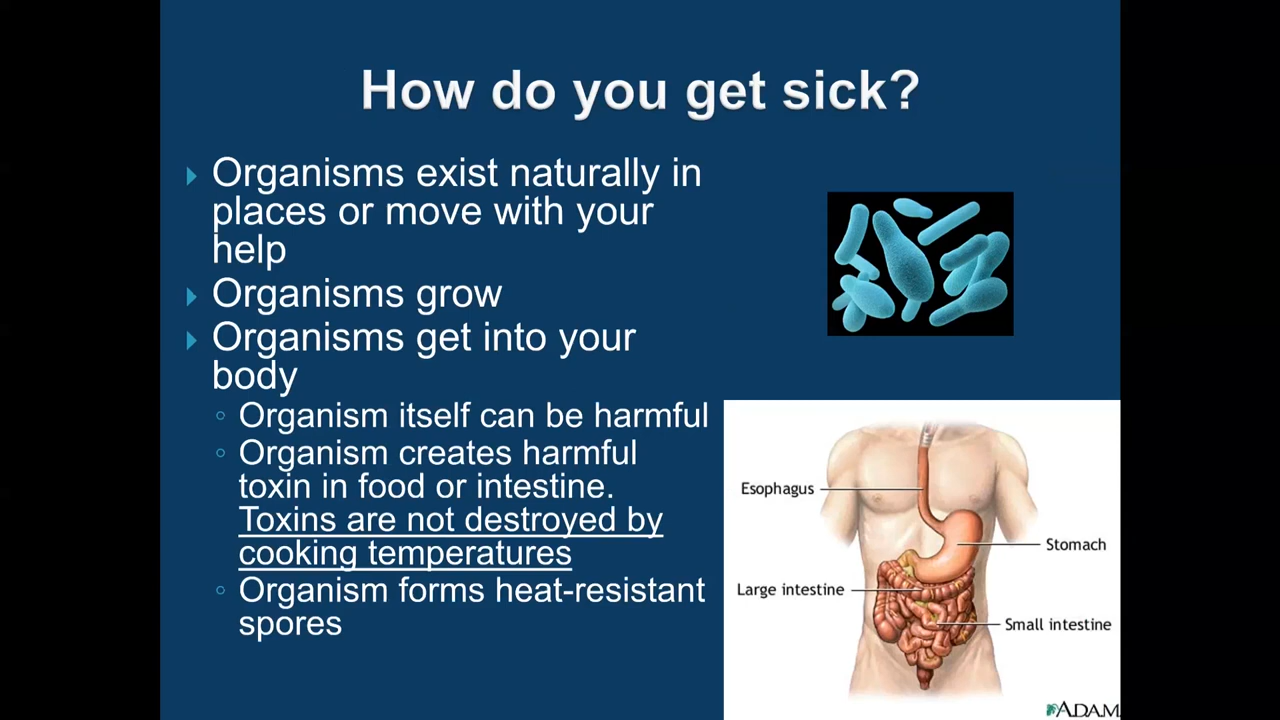 How do you get sick?
Organisms exist naturally in
places or move with your
help
Organisms grow
Organisms get into your
body
Organism itself can be harmful
Organism creates harmful
toxin in food or intestine.
Toxins are not destroyed by
cooking temperatures
Organism forms heat-resistant
spores
Esophagus
Stomach
Large intestine
Small intestine
ADAM